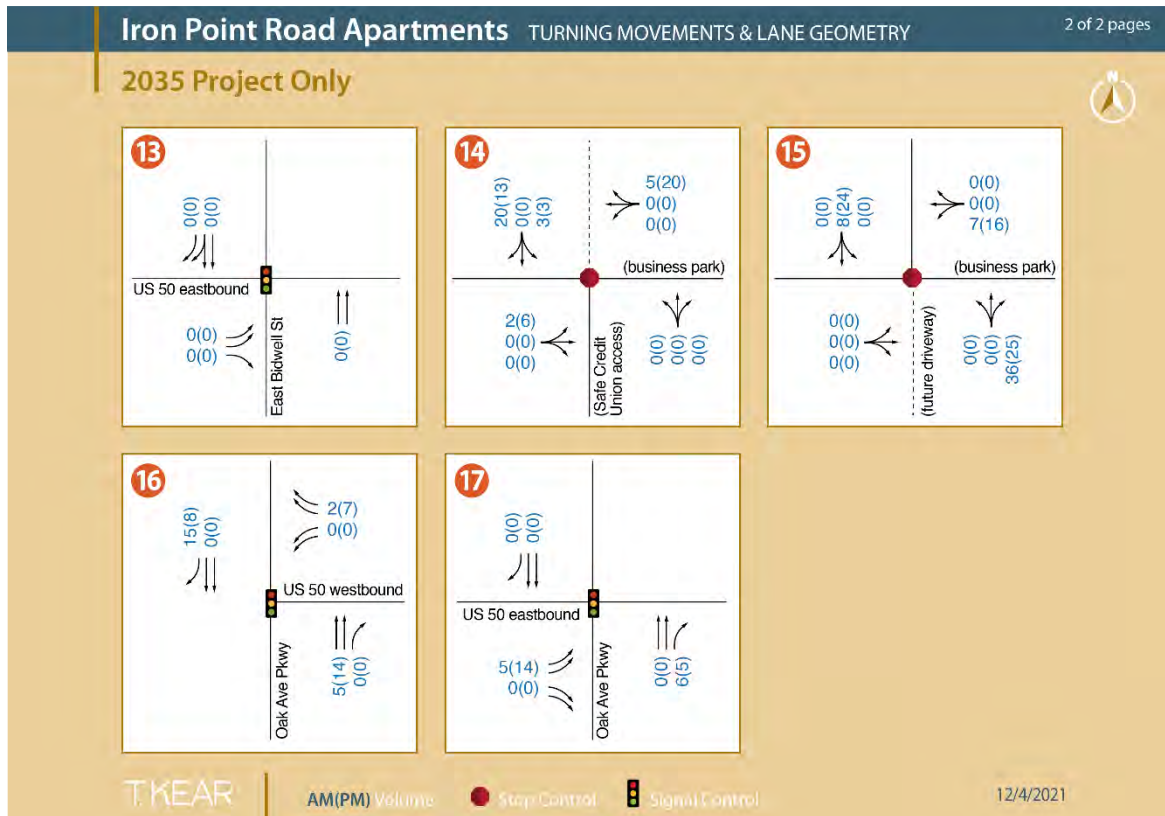 Iron Point Road Apartments TURNING MOVEMENTS & LANE GEOMETRY
2 of 2 pages
2035 Project Only
N
13
0(0)
0(0)
US 50 eastbound
0(0)
0(0)
East Bidwell St
0(0)
14
20(13)
0(0)
3(3)
5(20)
0(0)
0(0)
(business park)
2(6)
0(0)
0(0)
(Safe Credit
Union access)
0(0)
0(0)
0(0)
15
0(0)
8(24)
0(0)
0(0)
0(0)
7(16)
(business park)
0(0)
0(0)
0(0)
(future driveway)
0(0)
0(0)
36(25)
16
15(8)
0(0)
2(7)
0(0)
US 50 westbound
Oak Ave Pkwy
5(14)
0(0)
17
0(0)
0(0)
US 50 eastbound
5(14)
0(0)
Oak Ave Pkwy
0(0)
6(5)
T.KEAR
AM(PM) Volume
Stop Control
Signal Control
12/4/2021